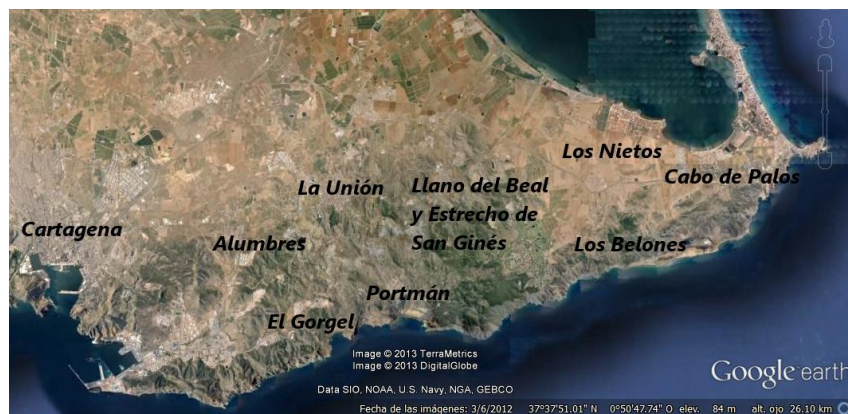 Los Nietos
Cabo de Palos
La Unión
Llano del Beal
y Estrecho de
San Ginés
Cartagena
Alumbres
Los Belones
Portmán
El Gorgel
Image © 2013 TerraMetrics
Image © 2013 DigitalGlobe
Google earth
Data SIO, NOAA, U.S. Navy, NGA, GEBCO
Fecha de las imágenes: 3/6/2012 37°37'51.01" N 0°50'47.74" O elev. 84 m alt. ojo 26.10 km